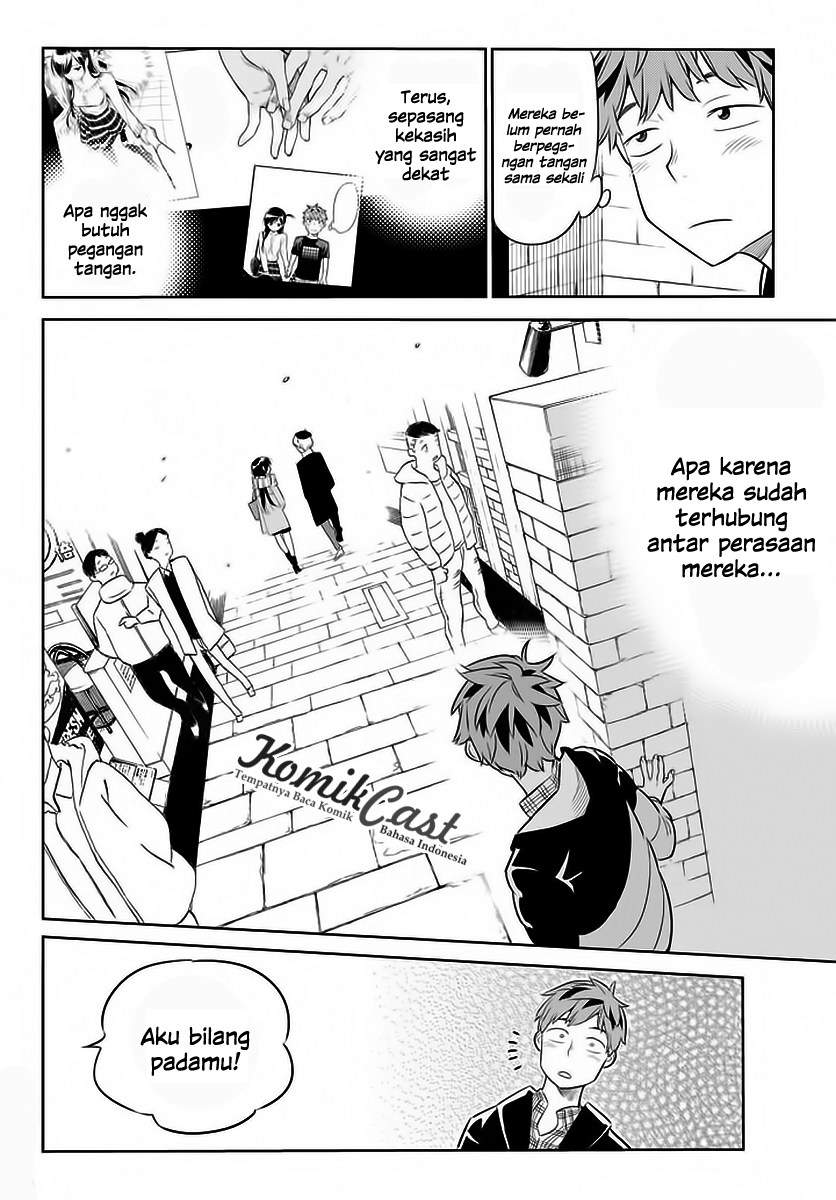 Mereka be-
lum pernah
berpega-
ngan tangan
sama sekali
Terus,
sepasang
kekasih
yang sangat
dekat
Apa nggak
butuh
pegangan
tangan.
Apa karena
mereka sudah
terhubung
antar perasaan
mereka...
KomikCast
Tempatnya Baca Komik
Bahasa Indonesia
Aku bilang
padamu!